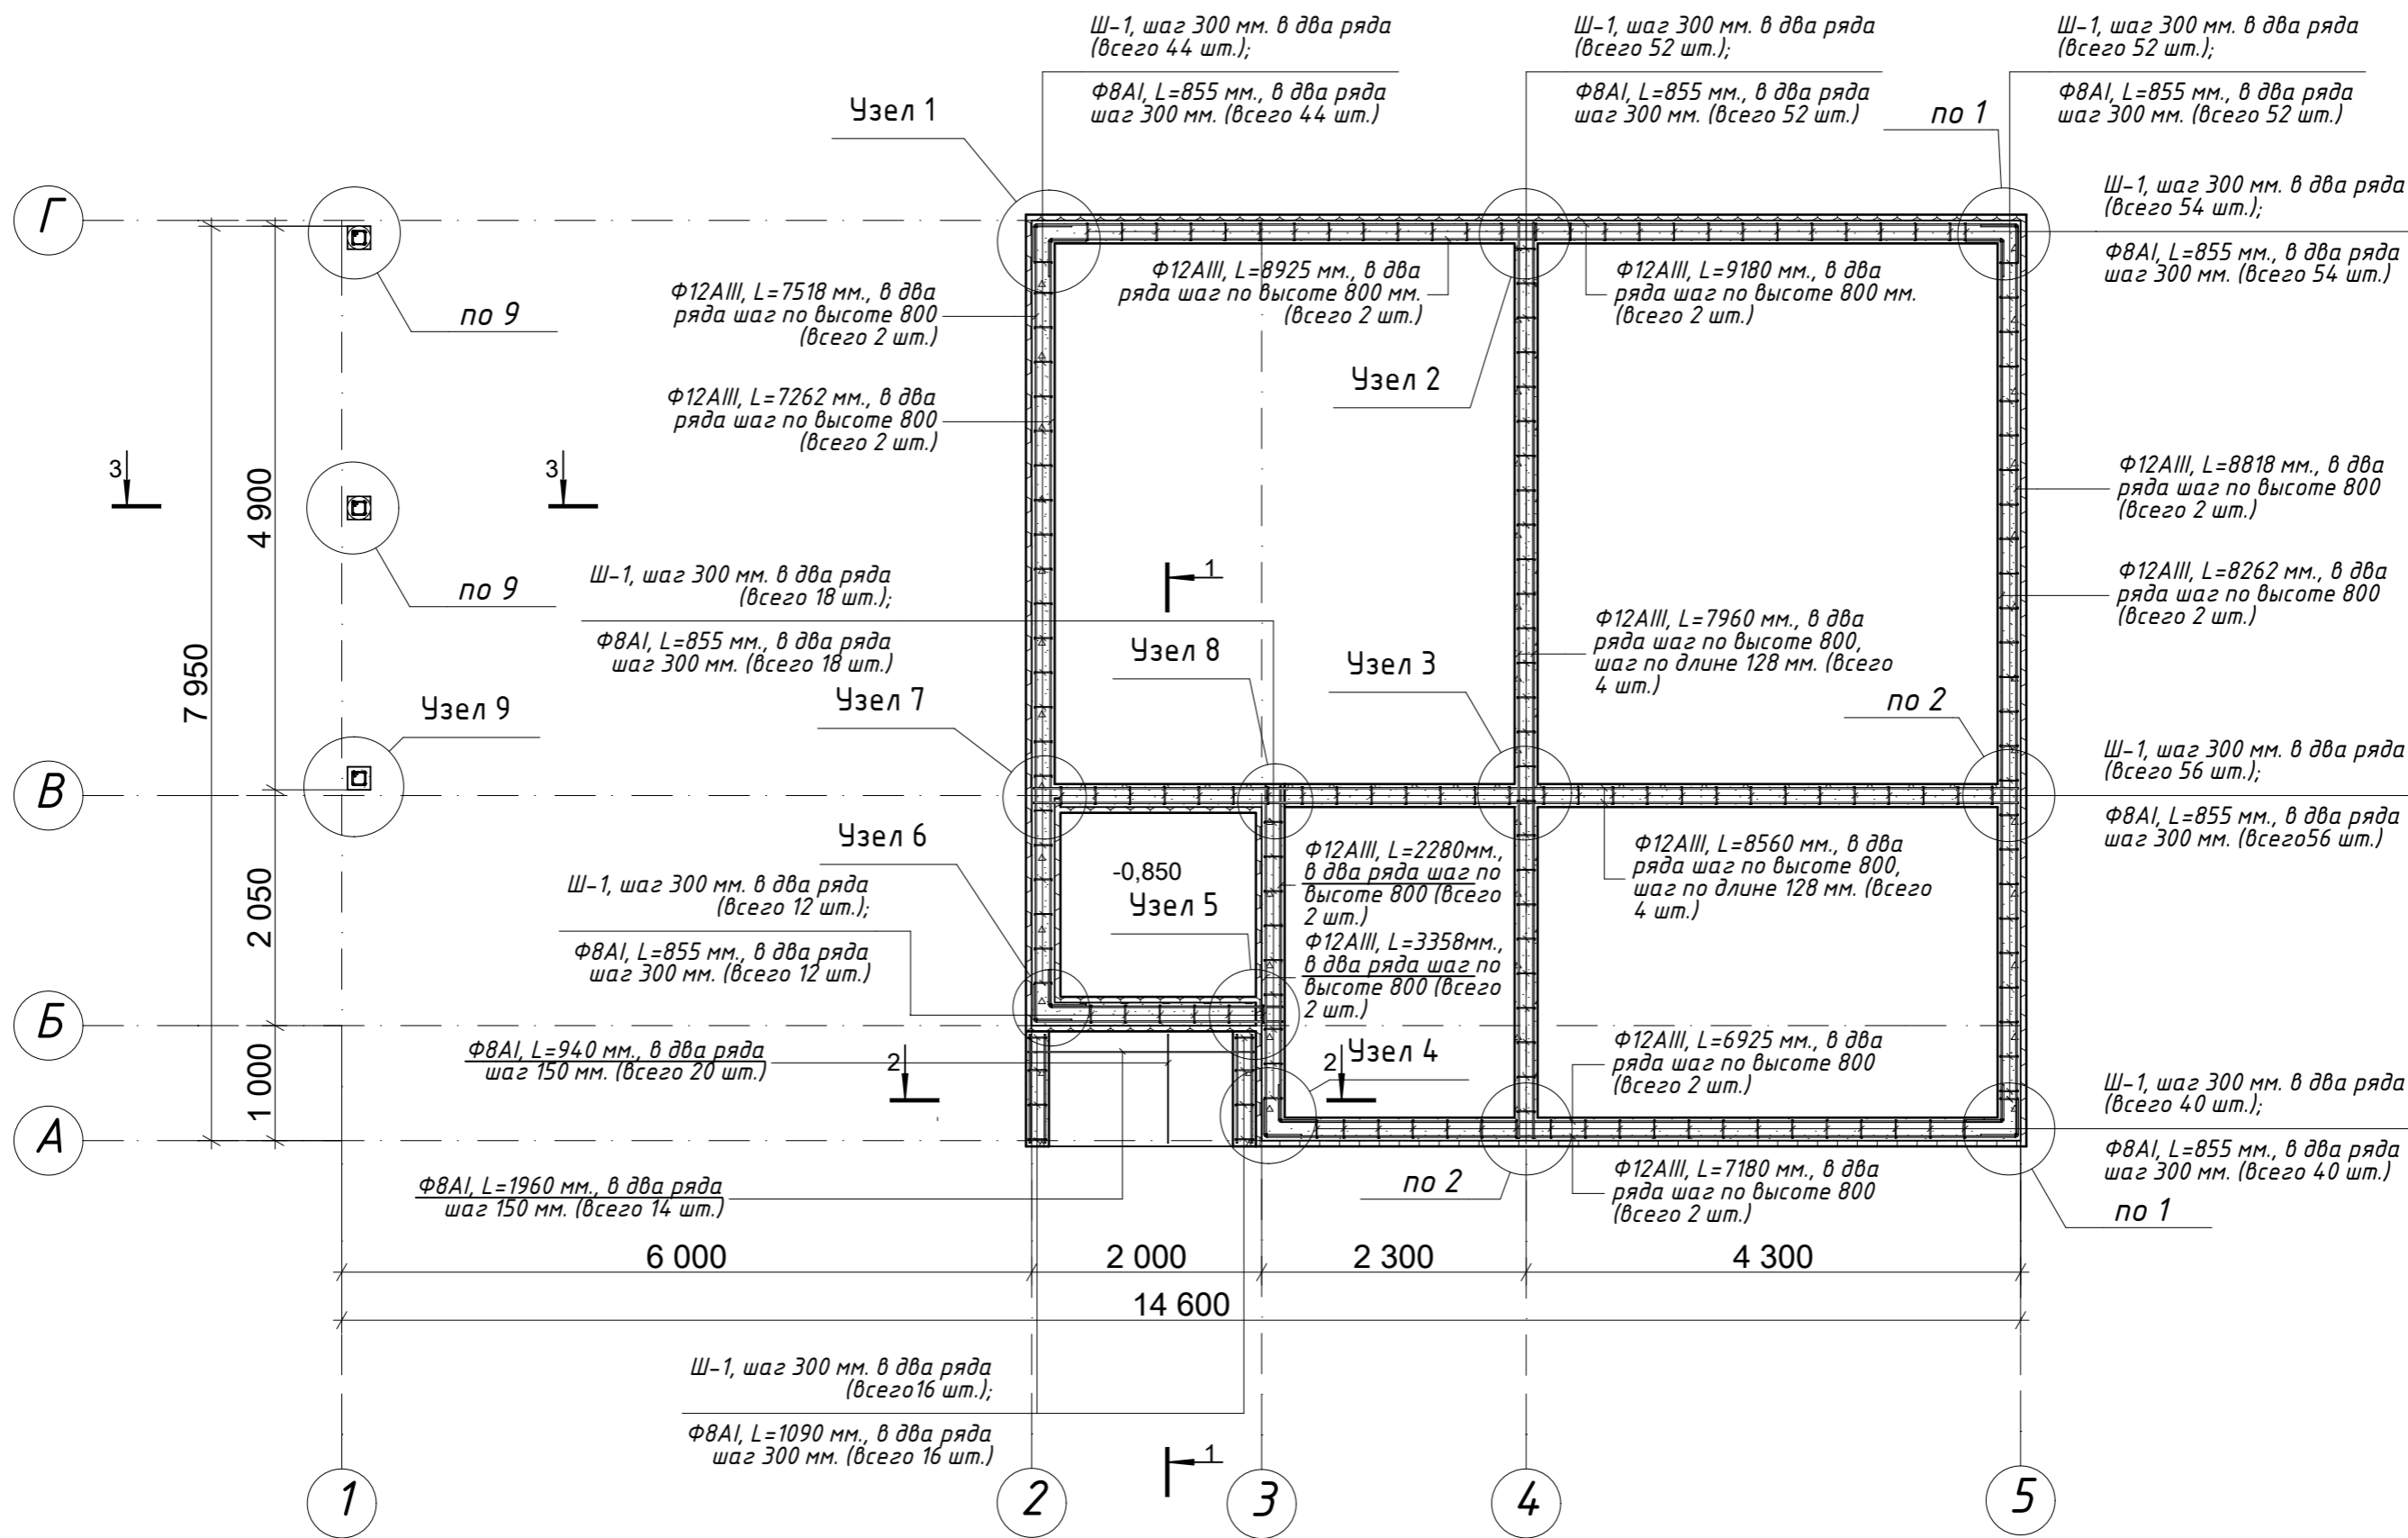 Ш-1, шаг 300 мм. в два ряда
(всего 44 шт.);
Ф8АI, L=855 мм., в два ряда
шаг 300 мм. (всего 44 шт.)
Ш-1, шаг 300 мм. в два ряда
(всего 52 шт.);
Ф8АI, L=855 мм., в два ряда
шаг 300 мм. (всего 52 шт.)
Ш-1, шаг 300 мм. в два ряда
(всего 52 шт.);
Ф8АI, L=855 мм., в два ряда
шаг 300 мм. (всего 52 шт.)
Узел 1
по 1
Ш-1, шаг 300 мм. в два ряда
(всего 54 шт.);
Ф8АI, L=855 мм., в два ряда
шаг 300 мм. (всего 54 шт.)
Г
по 9
Ф12АIII, L=7518 мм., в два
ряда шаг по высоте 800
(всего 2 шт.)
Ф12АIII, L=8925 мм., в два
ряда шаг по высоте 800 мм.
(всего 2 шт.)
Ф12АIII, L=9180 мм., в два
ряда шаг по высоте 800 мм.
(всего 2 шт.)
Узел 2
Ф12АIII, L=7262 мм., в два
ряда шаг по высоте 800
(всего 2 шт.)
3
3
4 900
7 950
Ф12АIII, L=8818 мм., в два
ряда шаг по высоте 800
(всего 2 шт.)
по 9
Ш-1, шаг 300 мм. в два ряда
(всего 18 шт.);
Ф8АI, L=855 мм., в два ряда
шаг 300 мм. (всего 18 шт.)
1
Ф12АIII, L=8262 мм., в два
ряда шаг по высоте 800
(всего 2 шт.)
Ф12АIII, L=7960 мм., в два
ряда шаг по высоте 800,
шаг по длине 128 мм. (всего
4 шт.)
Узел 8
Узел 3
Узел 9
Узел 7
по 2
В
Ш-1, шаг 300 мм. в два ряда
(всего 56 шт.);
Ф8АI, L=855 мм., в два ряда
шаг 300 мм. (всего56 шт.)
Узел 6
-0,850
Узел 5
Ф12АIII, L=2280мм.,
в два ряда шаг по
высоте 800 (всего
2 шт.)
Ф12АIII, L=8560 мм., в два
ряда шаг по высоте 800,
шаг по длине 128 мм. (всего
4 шт.)
Ш-1, шаг 300 мм. в два ряда
(всего 12 шт.);
Ф8АI, L=855 мм., в два ряда
шаг 300 мм. (всего 12 шт.)
2 050
Ф12АIII, L=3358мм.,
в два ряда шаг по
высоте 800 (всего
2 шт.)
Б
Ф8АI, L=940 мм., в два ряда
шаг 150 мм. (всего 20 шт.)
2
2
Узел 4
Ф12АIII, L=6925 мм., в два
ряда шаг по высоте 800
(всего 2 шт.)
1 000
Ш-1, шаг 300 мм. в два ряда
(всего 40 шт.);
Ф8АI, L=855 мм., в два ряда
шаг 300 мм. (всего 40 шт.)
А
Ф8АI, L=1960 мм., в два ряда
шаг 150 мм. (всего 14 шт.)
по 2
Ф12АIII, L=7180 мм., в два
ряда шаг по высоте 800
(всего 2 шт.)
по 1
6 000
2 000
2 300
4 300
14 600
Ш-1, шаг 300 мм. в два ряда
(всего16 шт.);
Ф8АI, L=1090 мм., в два ряда
шаг 300 мм. (всего 16 шт.)
1
1
2
3
4
5